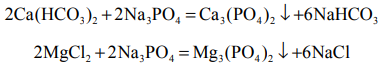 2Ca(HCO₃)₂+2Na₃PO₄=Ca₃(PO₄)₂↓+6NaHCO₃
2MgCl₂+2Na₃PO₄=Mg₃(PO₄)₂↓+6NaCl